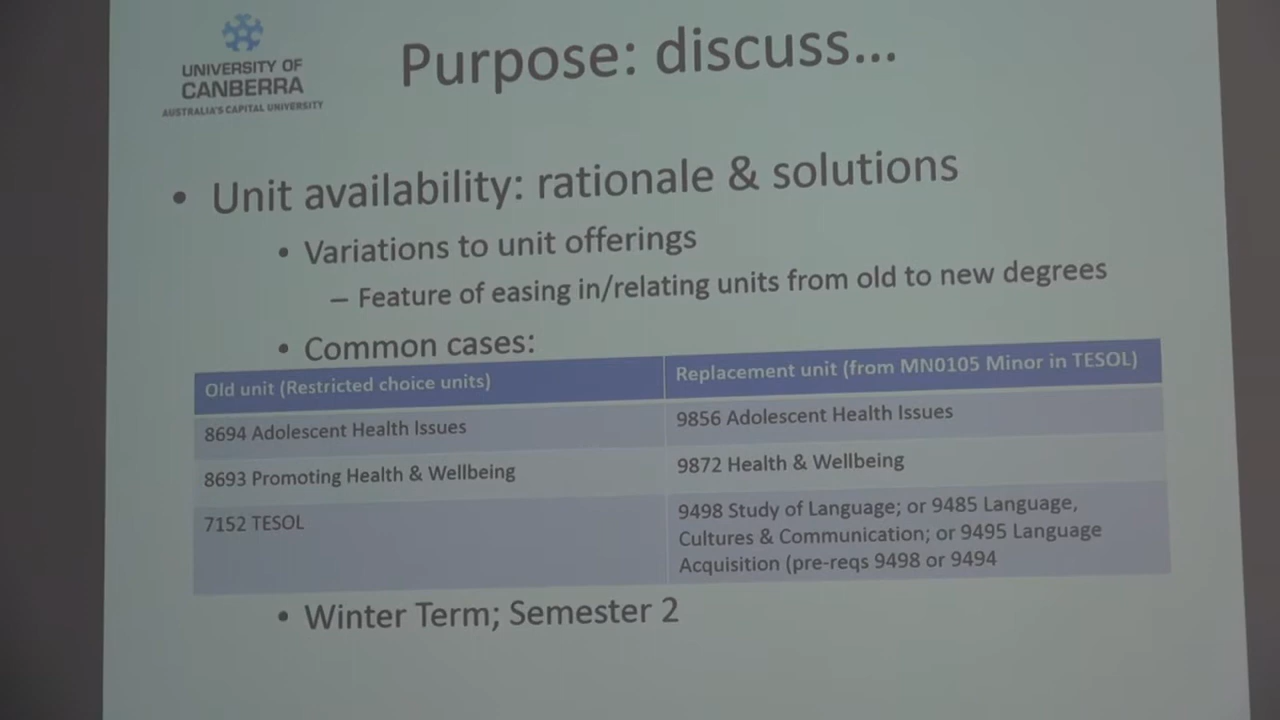 UNIVERSITY OF
CANBERRA
AUSTRALIA'S CAPITAL UNIVERSITY
Purpose: discuss...
• Unit availability: rationale & solutions
• Variations to unit offerings
– Feature of easing in/relating units from old to new degrees
• Common cases:
Old unit (Restricted choice units)
Replacement unit (from MN0105 Minor in TESOL)
8694 Adolescent Health Issues
9856 Adolescent Health Issues
8693 Promoting Health & Wellbeing
9872 Health & Wellbeing
7152 TESOL
9498 Study of Language; or 9485 Language,
Cultures & Communication; or 9495 Language
Acquisition (pre-reqs 9498 or 9494
• Winter Term; Semester 2